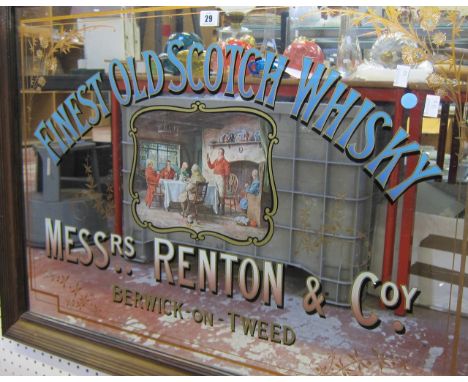 29
FINEST OLD SCOTCH WHISKY
MESSRS RENTON & COY
BERWICK-ON-TWEED